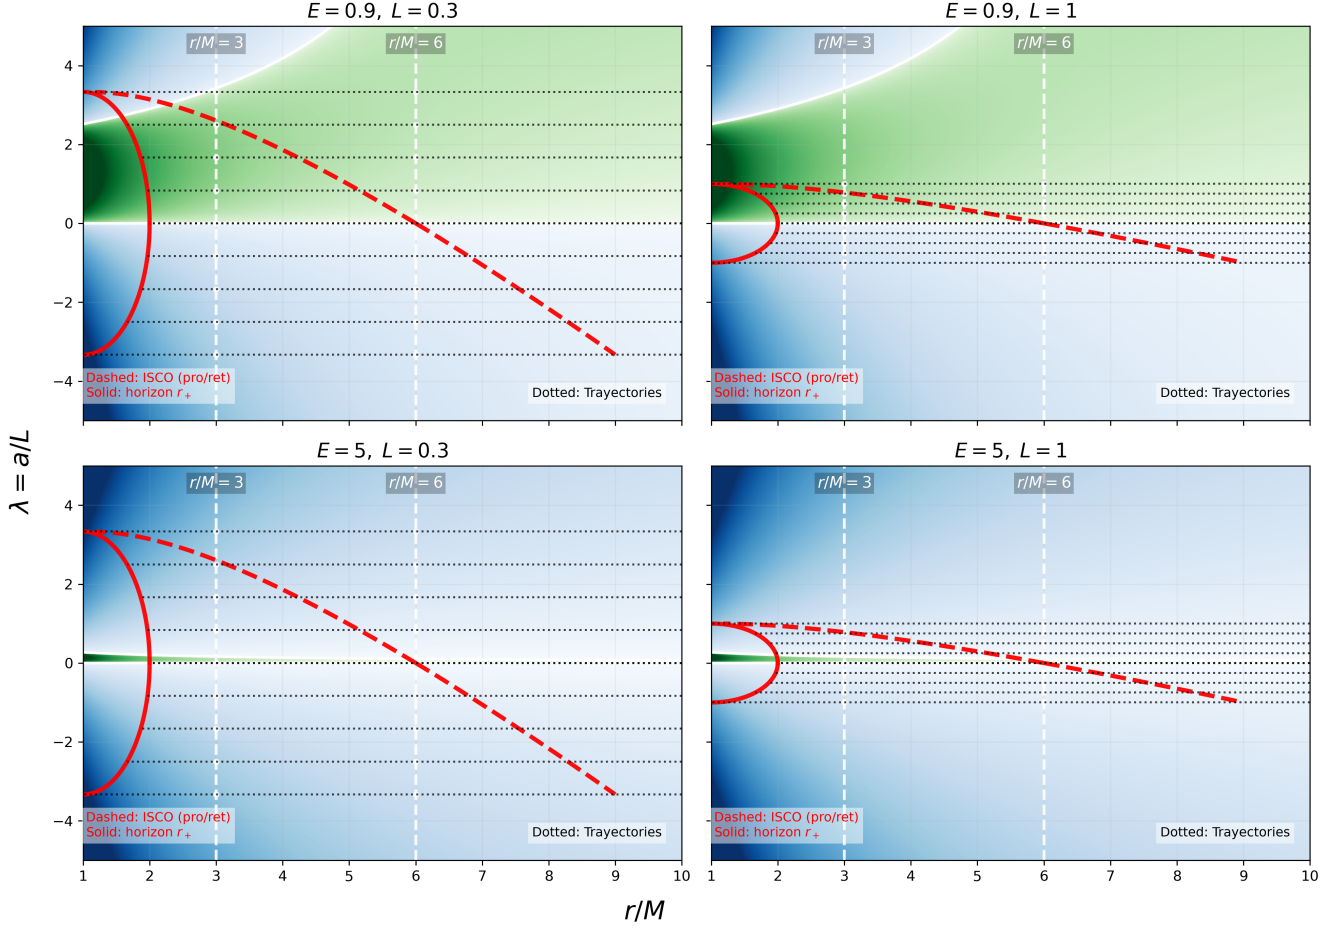 E = 0.9, L = 0.3
E = 0.9, L = 1
r/M = 3
r/M = 6
r/M = 3
r/M = 6
4
2
0
−2
−4
Dashed: ISCO (pro/ret)
Solid: horizon r₊
Dotted: Trajectories
Dashed: ISCO (pro/ret)
Solid: horizon r₊
Dotted: Trajectories
λ = a/L
E = 5, L = 0.3
E = 5, L = 1
r/M = 3
r/M = 6
r/M = 3
r/M = 6
4
2
0
−2
−4
Dashed: ISCO (pro/ret)
Solid: horizon r₊
Dotted: Trajectories
Dashed: ISCO (pro/ret)
Solid: horizon r₊
Dotted: Trajectories
1 2 3 4 5 6 7 8 9 10
1 2 3 4 5 6 7 8 9 10
r/M